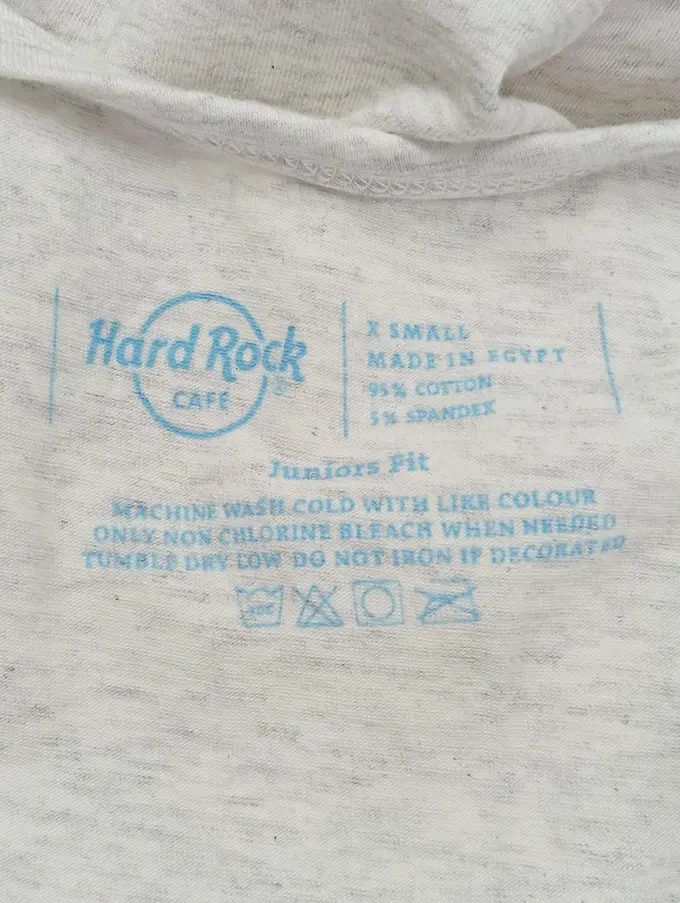 Hard Rock
CAFE
®
X SMALL
MADE IN EGYPT
95% COTTON
5% SPANDEX
Juniors Fit
MACHINE WASH COLD WITH LIKE COLOUR
ONLY NON CHLORINE BLEACH WHEN NEEDED
TUMBLE DRY LOW DO NOT IRON IF DECORATED